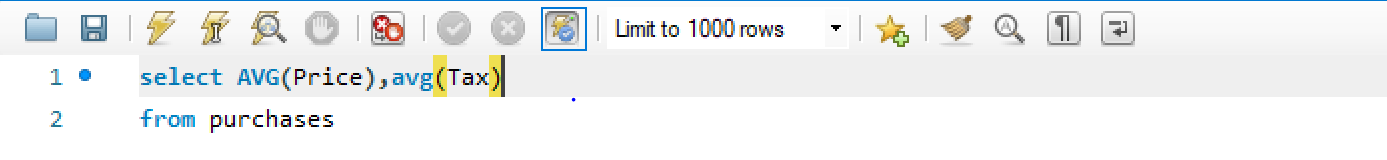 Limit to 1000 rows
1 select AVG(Price),avg(Tax)
2 from purchases